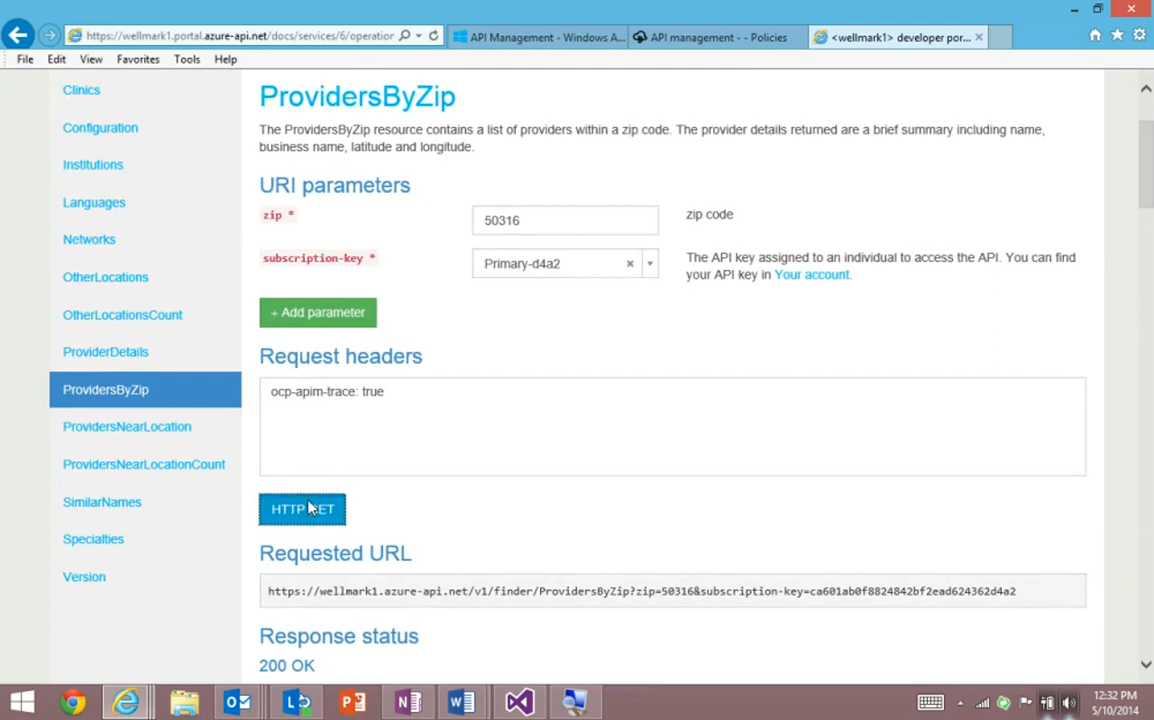 https://wellmark1.portal.azure-api.net/docs/services/6/operation
API Management - Windows A...
API management - - Policies
<wellmark1> developer por...
File Edit View Favorites Tools Help
Clinics
Configuration
Institutions
Languages
Networks
OtherLocations
OtherLocationsCount
ProviderDetails
ProvidersByZip
ProvidersNearLocation
ProvidersNearLocationCount
SimilarNames
Specialties
Version
ProvidersByZip
The ProvidersByZip resource contains a list of providers within a zip code. The provider details returned are a brief summary including name,
business name, latitude and longitude.
URI parameters
zip * 50316 zip code
subscription-key * Primary-d4a2 The API key assigned to an individual to access the API. You can find
your API key in Your account.
+ Add parameter
Request headers
ocp-apim-trace: true
HTTP GET
Requested URL
https://wellmark1.azure-api.net/v1/finder/ProvidersByZip?zip=50316&subscription-key=ca601ab0f8824842bf2ead624362d4a2
Response status
200 OK
12:32 PM
5/10/2014